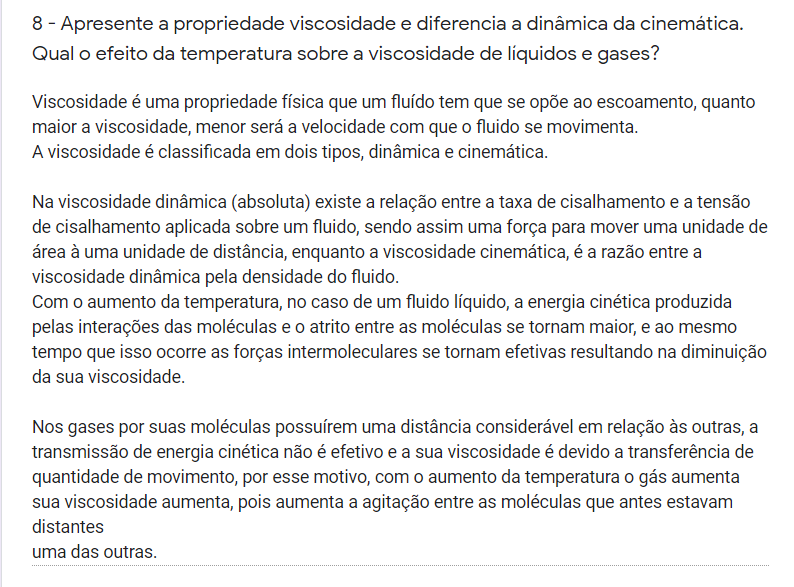 8 - Apresente a propriedade viscosidade e diferencia a dinâmica da cinemática.
Qual o efeito da temperatura sobre a viscosidade de líquidos e gases?
Viscosidade é uma propriedade física que um fluído tem que se opõe ao escoamento, quanto
maior a viscosidade, menor será a velocidade com que o fluido se movimenta.
A viscosidade é classificada em dois tipos, dinâmica e cinemática.
Na viscosidade dinâmica (absoluta) existe a relação entre a taxa de cisalhamento e a tensão
de cisalhamento aplicada sobre um fluido, sendo assim uma força para mover uma unidade de
área à uma unidade de distância, enquanto a viscosidade cinemática, é a razão entre a
viscosidade dinâmica pela densidade do fluido.
Com o aumento da temperatura, no caso de um fluido líquido, a energia cinética produzida
pelas interações das moléculas e o atrito entre as moléculas se tornam maior, e ao mesmo
tempo que isso ocorre as forças intermoleculares se tornam efetivas resultando na diminuição
da sua viscosidade.
Nos gases por suas moléculas possuírem uma distância considerável em relação às outras, a
transmissão de energia cinética não é efetivo e a sua viscosidade é devido a transferência de
quantidade de movimento, por esse motivo, com o aumento da temperatura o gás aumenta
sua viscosidade aumenta, pois aumenta a agitação entre as moléculas que antes estavam
distantes
uma das outras.